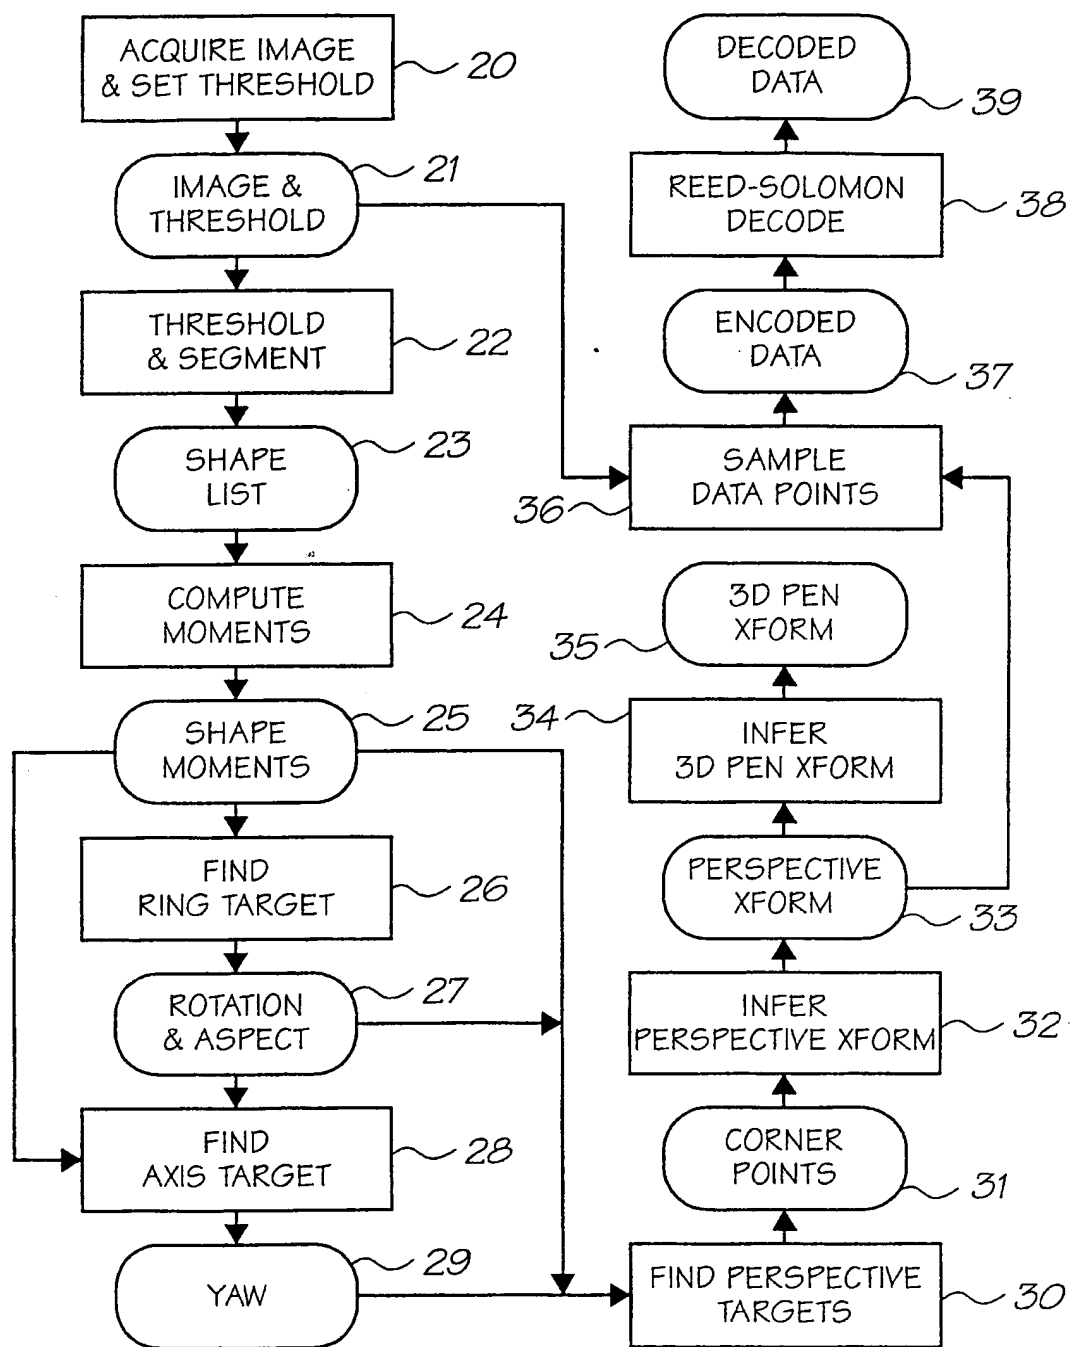 ACQUIRE IMAGE
& SET THRESHOLD
20
IMAGE &
THRESHOLD
21
THRESHOLD
& SEGMENT
22
SHAPE
LIST
23
COMPUTE
MOMENTS
24
SHAPE
MOMENTS
25
FIND
RING TARGET
26
ROTATION
& ASPECT
27
FIND
AXIS TARGET
28
YAW
29
DECODED
DATA
39
REED-SOLOMON
DECODE
38
ENCODED
DATA
37
SAMPLE
DATA POINTS
36
3D PEN
XFORM
35
INFER
3D PEN XFORM
34
PERSPECTIVE
XFORM
33
INFER
PERSPECTIVE XFORM
32
CORNER
POINTS
31
FIND PERSPECTIVE
TARGETS
30